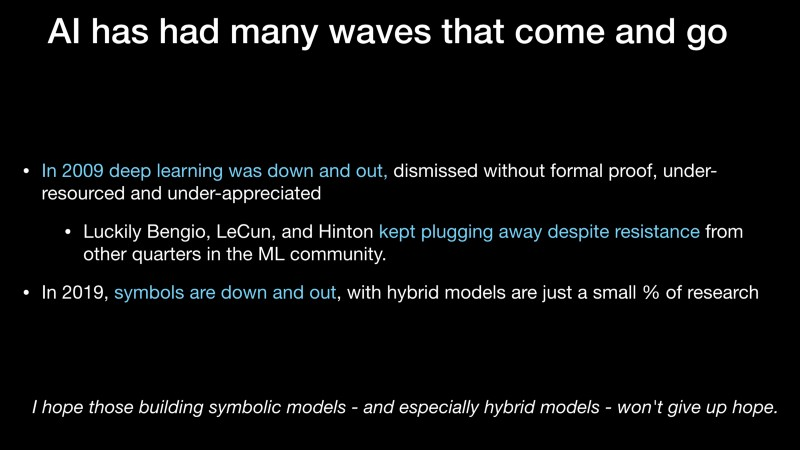 AI has had many waves that come and go
• In 2009 deep learning was down and out, dismissed without formal proof, under-
resourced and under-appreciated
• Luckily Bengio, LeCun, and Hinton kept plugging away despite resistance from
other quarters in the ML community.
• In 2019, symbols are down and out, with hybrid models are just a small % of research
I hope those building symbolic models - and especially hybrid models - won't give up hope.